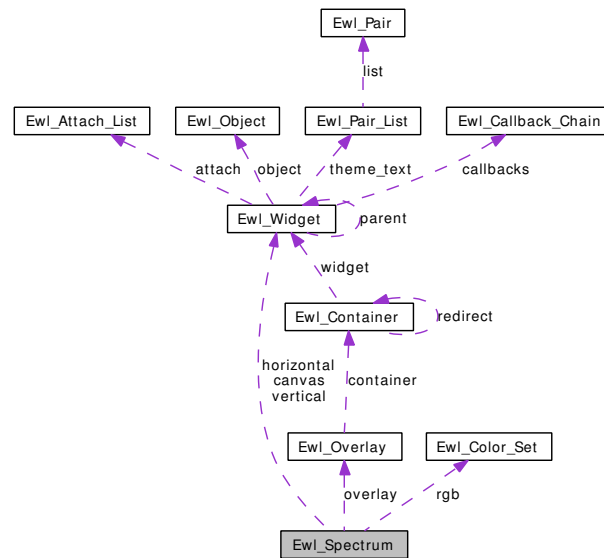 Ewl_Pair
list
Ewl_Attach_List
Ewl_Object
Ewl_Pair_List
Ewl_Callback_Chain
attach
object
theme_text
callbacks
Ewl_Widget
parent
widget
Ewl_Container
redirect
horizontal
canvas
vertical
container
Ewl_Overlay
Ewl_Color_Set
overlay
rgb
Ewl_Spectrum